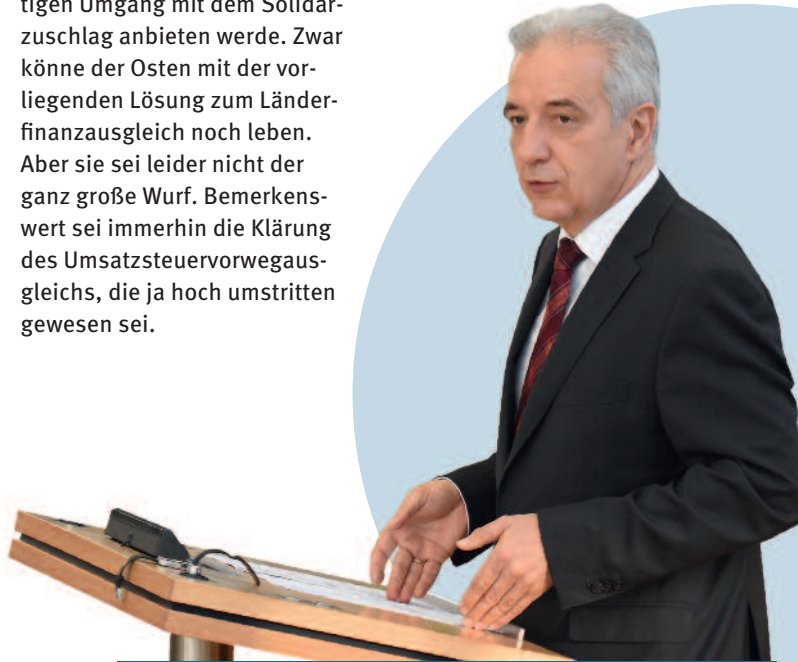 tigen Umgang mit dem Solidar-
zuschlag anbieten werde. Zwar
könne der Osten mit der vor-
liegenden Lösung zum Länder-
finanzausgleich noch leben.
Aber sie sei leider nicht der
ganz große Wurf. Bemerkens-
wert sei immerhin die Klärung
des Umsatzsteuervorwegaus-
gleichs, die ja hoch umstritten
gewesen sei.